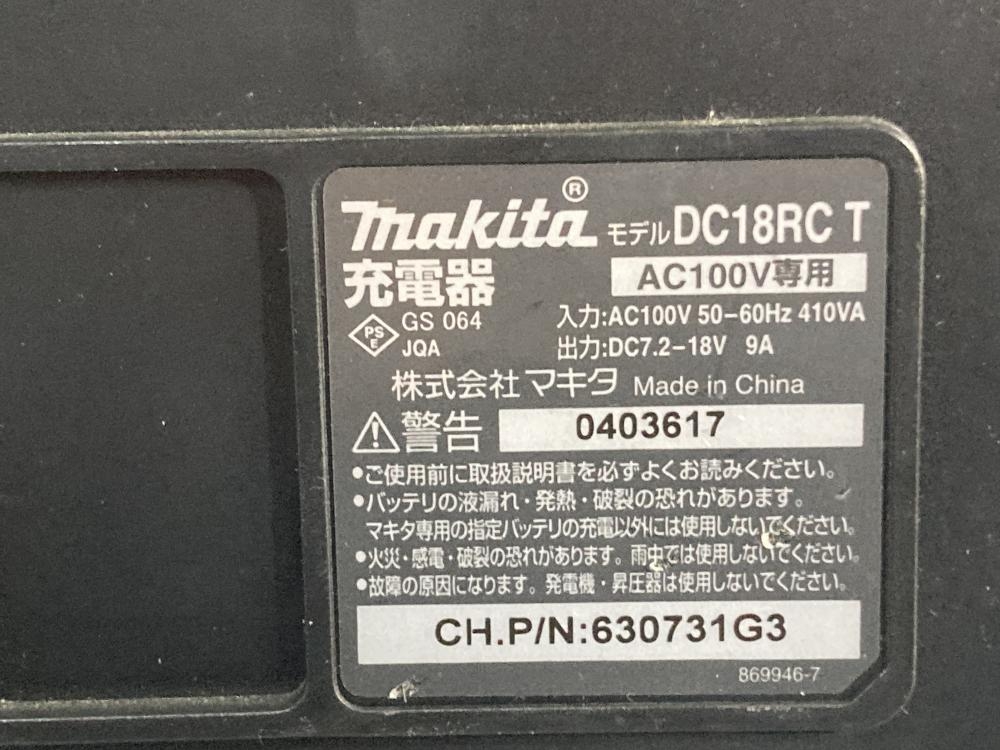 makita® モデル DC18RC T
充電器 AC100V専用
PSE GS 064 入力:AC100V 50-60Hz 410VA
JQA 出力:DC7.2-18V 9A
株式会社マキタ Made in China
警告 0403617
•ご使用前に取扱説明書を必ずよくお読みください。
•バッテリの液漏れ・発熱・破裂の恐れがあります。
マキタ専用の指定バッテリの充電以外には使用しないでください。
•火災・感電・破裂の恐れがあります。雨中では使用しないでください。
•故障の原因になります。発電機・昇圧器は使用しないでください。
CH.P/N:630731G3
869946-7